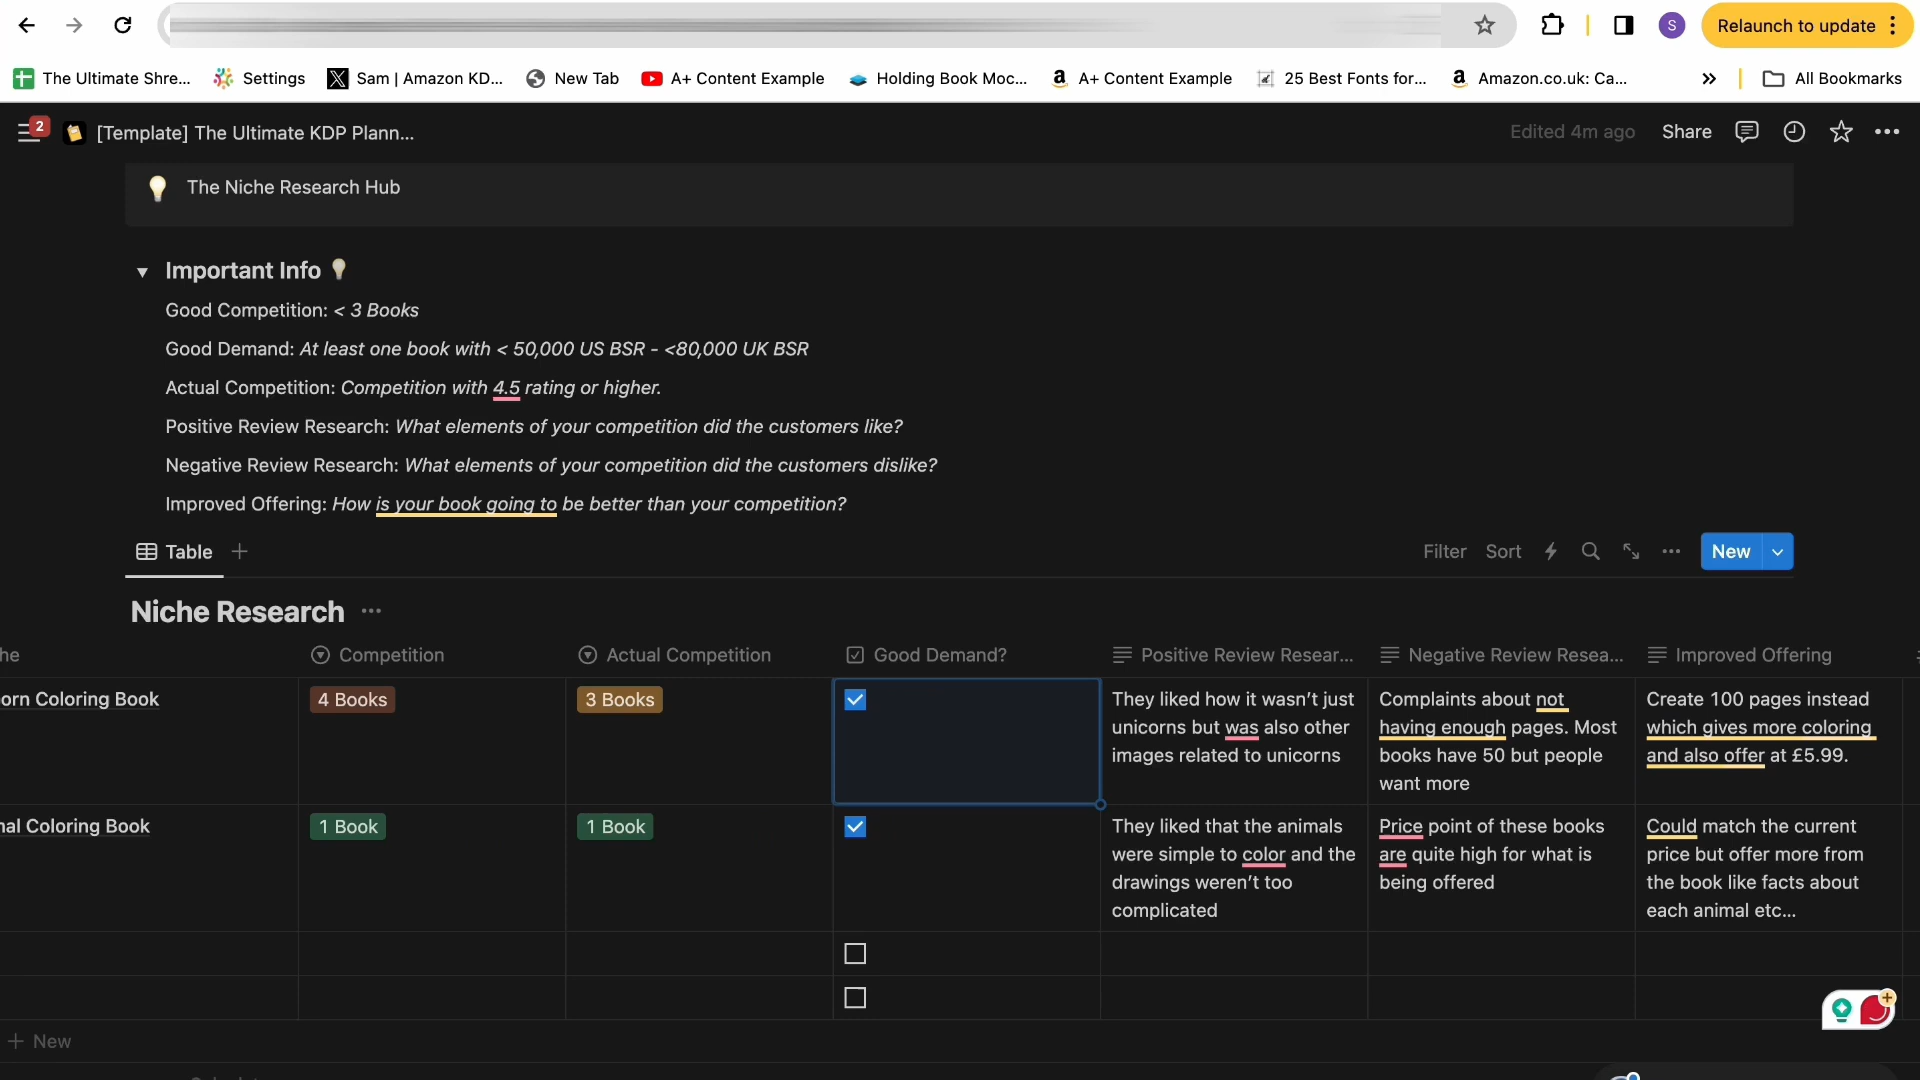 S
Relaunch to update
The Ultimate Shre...
Settings
Sam | Amazon KD...
New Tab
A+ Content Example
Holding Book Moc...
A+ Content Example
25 Best Fonts for...
Amazon.co.uk: Ca...
All Bookmarks
2
[Template] The Ultimate KDP Plann...
Edited 4m ago
Share
The Niche Research Hub
Important Info
Good Competition: < 3 Books
Good Demand: At least one book with < 50,000 US BSR - <80,000 UK BSR
Actual Competition: Competition with 4.5 rating or higher.
Positive Review Research: What elements of your competition did the customers like?
Negative Review Research: What elements of your competition did the customers dislike?
Improved Offering: How is your book going to be better than your competition?
Table
Filter
Sort
New
Niche Research
he
Competition
Actual Competition
Good Demand?
Positive Review Resear...
Negative Review Resea...
Improved Offering
orn Coloring Book
4 Books
3 Books
They liked how it wasn't just
unicorns but was also other
images related to unicorns
Complaints about not
having enough pages. Most
books have 50 but people
want more
Create 100 pages instead
which gives more coloring
and also offer at £5.99.
nal Coloring Book
1 Book
1 Book
They liked that the animals
were simple to color and the
drawings weren't too
complicated
Price point of these books
are quite high for what is
being offered
Could match the current
price but offer more from
the book like facts about
each animal etc...
New